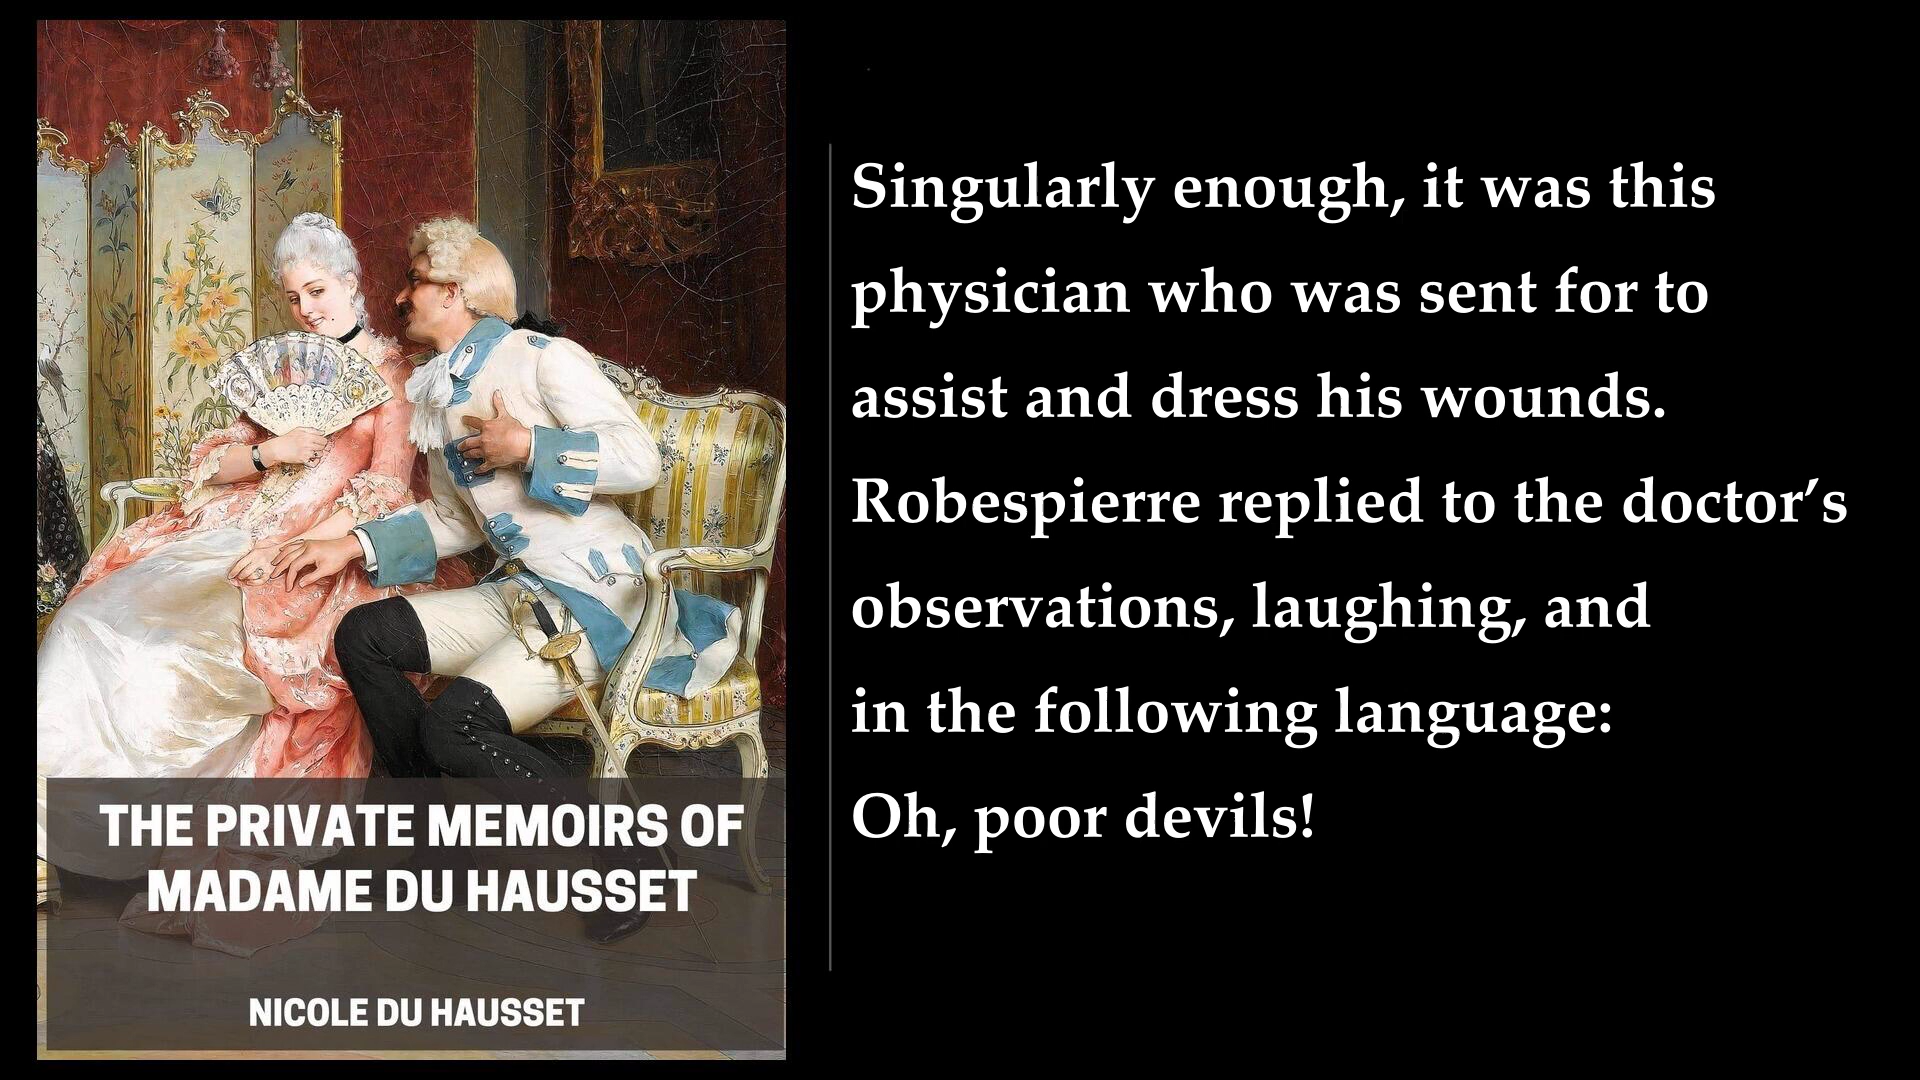 THE PRIVATE MEMOIRS OF
MADAME DU HAUSSET
NICOLE DU HAUSSET
Singularly enough, it was this
physician who was sent for to
assist and dress his wounds.
Robespierre replied to the doctor’s
observations, laughing, and
in the following language:
Oh, poor devils!